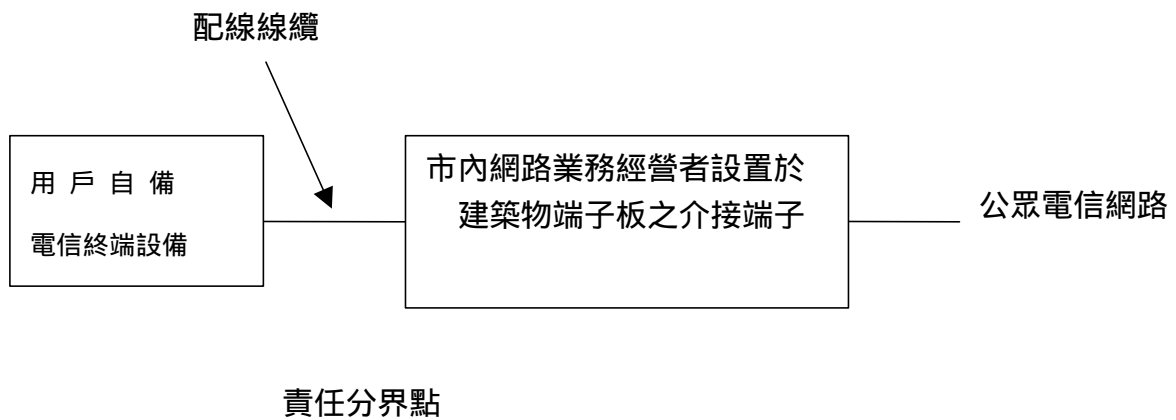 配線線纜
用 戶 自 備
電信終端設備
市內網路業務經營者設置於
建築物端子板之介接端子
公眾電信網路
責任分界點